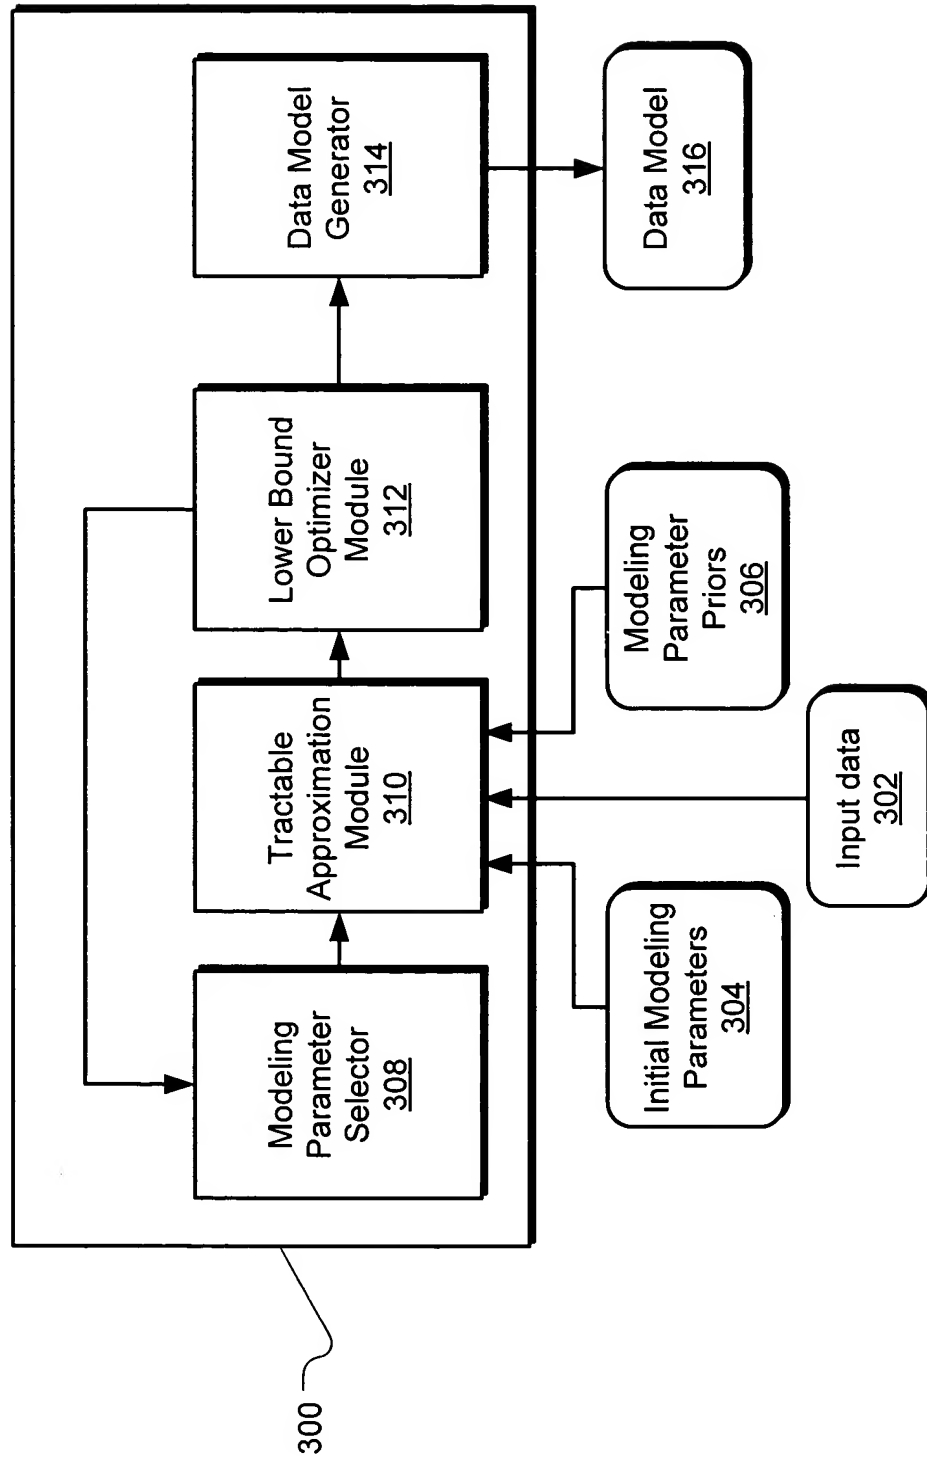 300
Modeling
Parameter
Selector
308
Tractable
Approximation
Module
310
Lower Bound
Optimizer
Module
312
Data Model
Generator
314
Initial Modeling
Parameters
304
Input data
302
Modeling
Parameter
Priors
306
Data Model
316